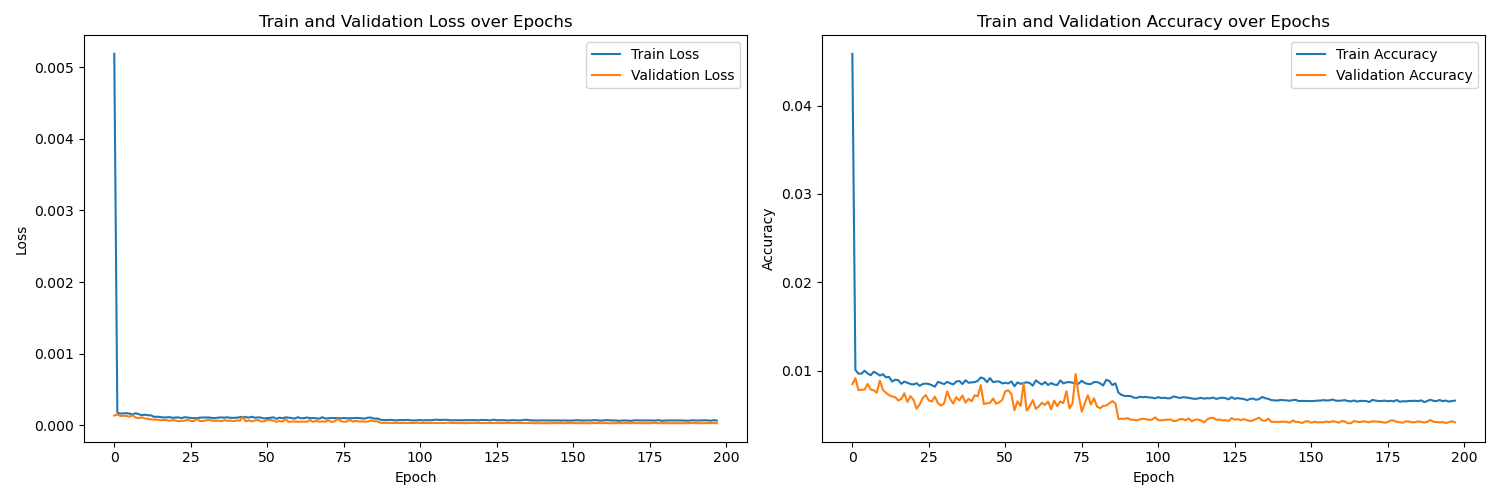 Train and Validation Loss over Epochs
Train Loss
Validation Loss
0.005
0.004
0.003
0.002
0.001
0.000
Loss
0 25 50 75 100 125 150 175 200
Epoch
Train and Validation Accuracy over Epochs
Train Accuracy
Validation Accuracy
0.04
0.03
0.02
0.01
Accuracy
0 25 50 75 100 125 150 175 200
Epoch